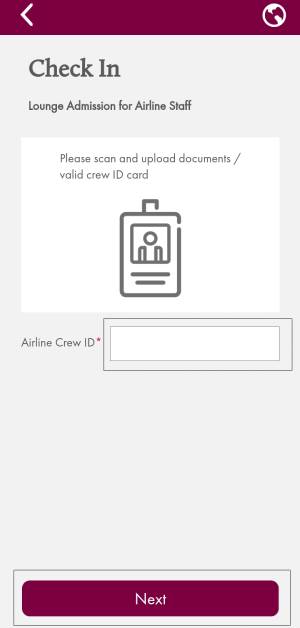 Check In
Lounge Admission for Airline Staff
Please scan and upload documents /
valid crew ID card
Airline Crew ID*
Next